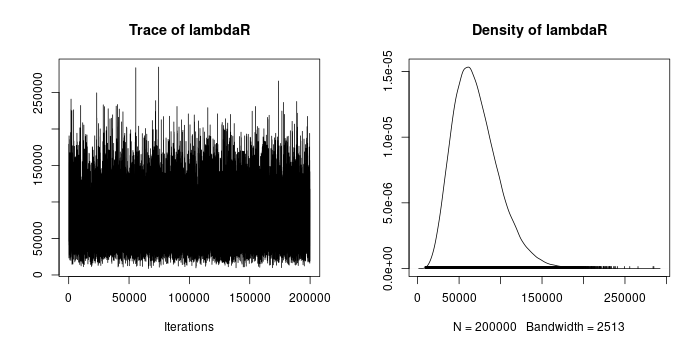 Trace of lambdaR
0 50000 150000 250000
0 50000 100000 150000 200000
Iterations
Density of lambdaR
0.0e+00 5.0e-06 1.0e-05 1.5e-05
0 50000 150000 250000
N = 200000 Bandwidth = 2513